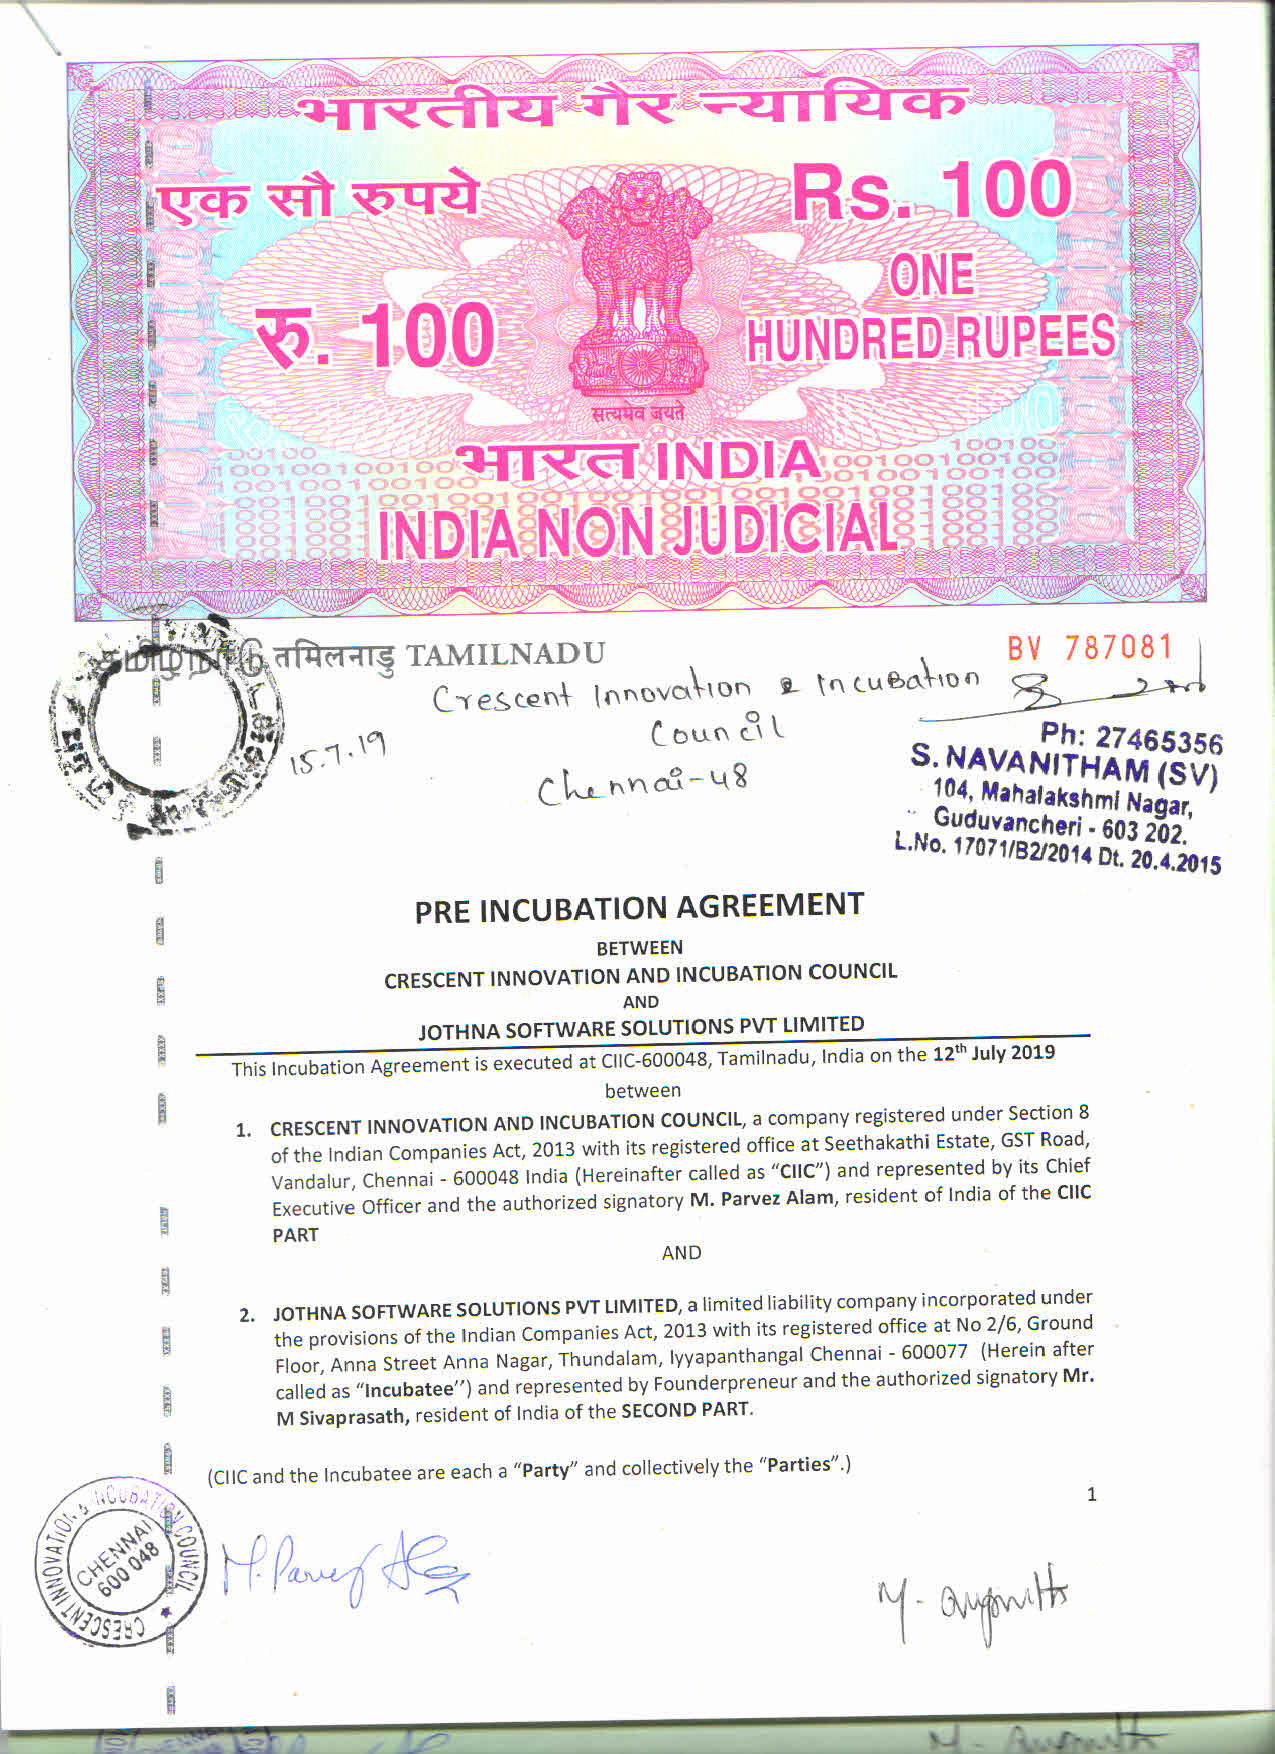 भारतीय गैर न्यायिक
एक सौ रुपये
Rs. 100
ONE
HUNDRED RUPEES
रु. 100
सत्यमेव जयते
भारत INDIA
INDIA NON JUDICIAL
தமிழ்நாடு तमिलनाडु TAMILNADU
BV 787081
Crescent Innovation & Incubation
Council
Chennai-48
15.7.19
Ph: 27465356
S. NAVANITHAM (SV)
104, Mahalakshmi Nagar,
Guduvancheri - 603 202.
L.No. 17071/B2/2014 Dt. 20.4.2015
PRE INCUBATION AGREEMENT
BETWEEN
CRESCENT INNOVATION AND INCUBATION COUNCIL
AND
JOTHNA SOFTWARE SOLUTIONS PVT LIMITED
This Incubation Agreement is executed at CIIC-600048, Tamilnadu, India on the 12th July 2019
between
1. CRESCENT INNOVATION AND INCUBATION COUNCIL, a company registered under Section 8
of the Indian Companies Act, 2013 with its registered office at Seethakathi Estate, GST Road,
Vandalur, Chennai - 600048 India (Hereinafter called as “CIIC”) and represented by its Chief
Executive Officer and the authorized signatory M. Parvez Alam, resident of India of the CIIC
PART
AND
2. JOTHNA SOFTWARE SOLUTIONS PVT LIMITED, a limited liability company incorporated under
the provisions of the Indian Companies Act, 2013 with its registered office at No 2/6, Ground
Floor, Anna Street Anna Nagar, Thundalam, Iyyapanthangal Chennai - 600077 (Herein after
called as “Incubatee”) and represented by Founderpreneur and the authorized signatory Mr.
M Sivaprasath, resident of India of the SECOND PART.
(CIIC and the Incubatee are each a “Party” and collectively the “Parties”.)
1
CRESCENT INNOVATION & INCUBATION COUNCIL
CHENNAI
600 048
M. Parvez